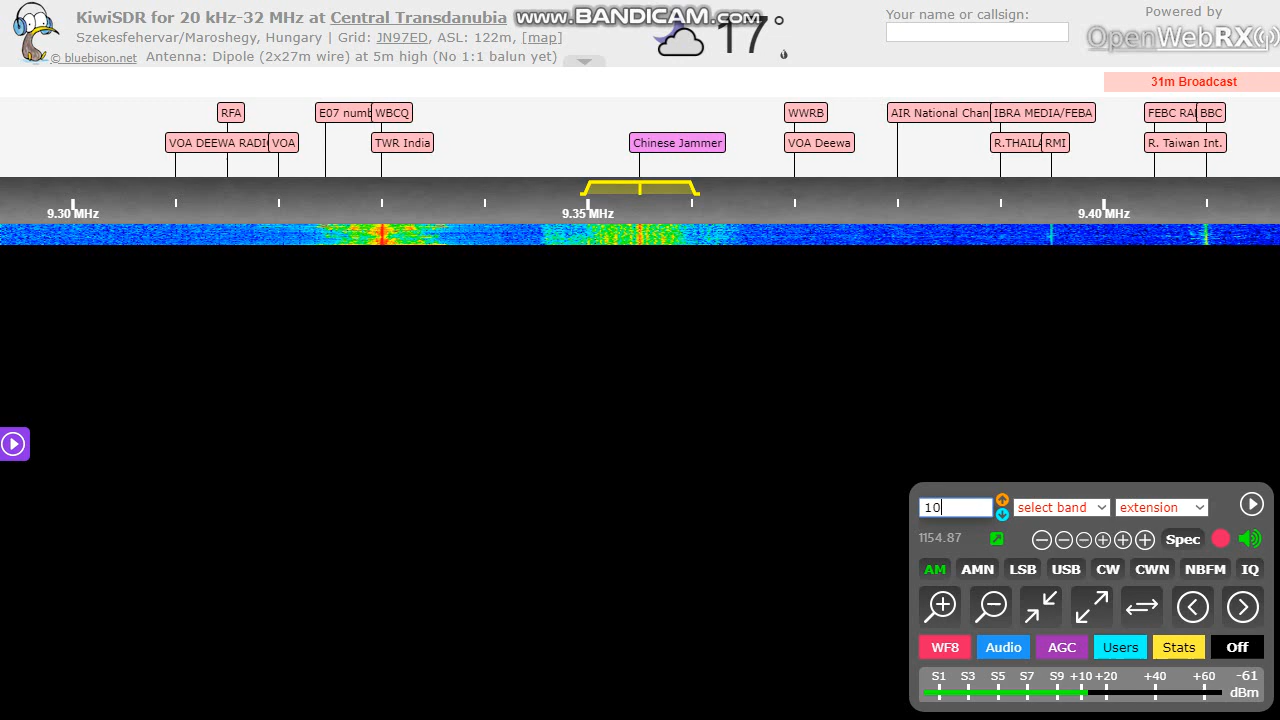 KiwiSDR for 20 kHz-32 MHz at Central Transdanubia
Szekesfehervar/Maroshegy, Hungary | Grid: JN97ED, ASL: 122m, [map]
© bluebison.net Antenna: Dipole (2x27m wire) at 5m high (No 1:1 balun yet)
www.BANDICAM.com
17°
Your name or callsign:
Powered by
OpenWebRX
31m Broadcast
RFA
E07 numb
WBCQ
WWRB
AIR National Chan
IBRA MEDIA/FEBA
FEBC RA
BBC
VOA DEEWA RADI
VOA
TWR India
Chinese Jammer
VOA Deewa
R.THAILA
RMI
R. Taiwan Int.
9.30 MHz
9.35 MHz
9.40 MHz
10
select band
extension
1154.87
Spec
AM
AMN
LSB
USB
CW
CWN
NBFM
IQ
WF8
Audio
AGC
Users
Stats
Off
S1 S3 S5 S7 S9 +10 +20 +40 +60 -61
dBm